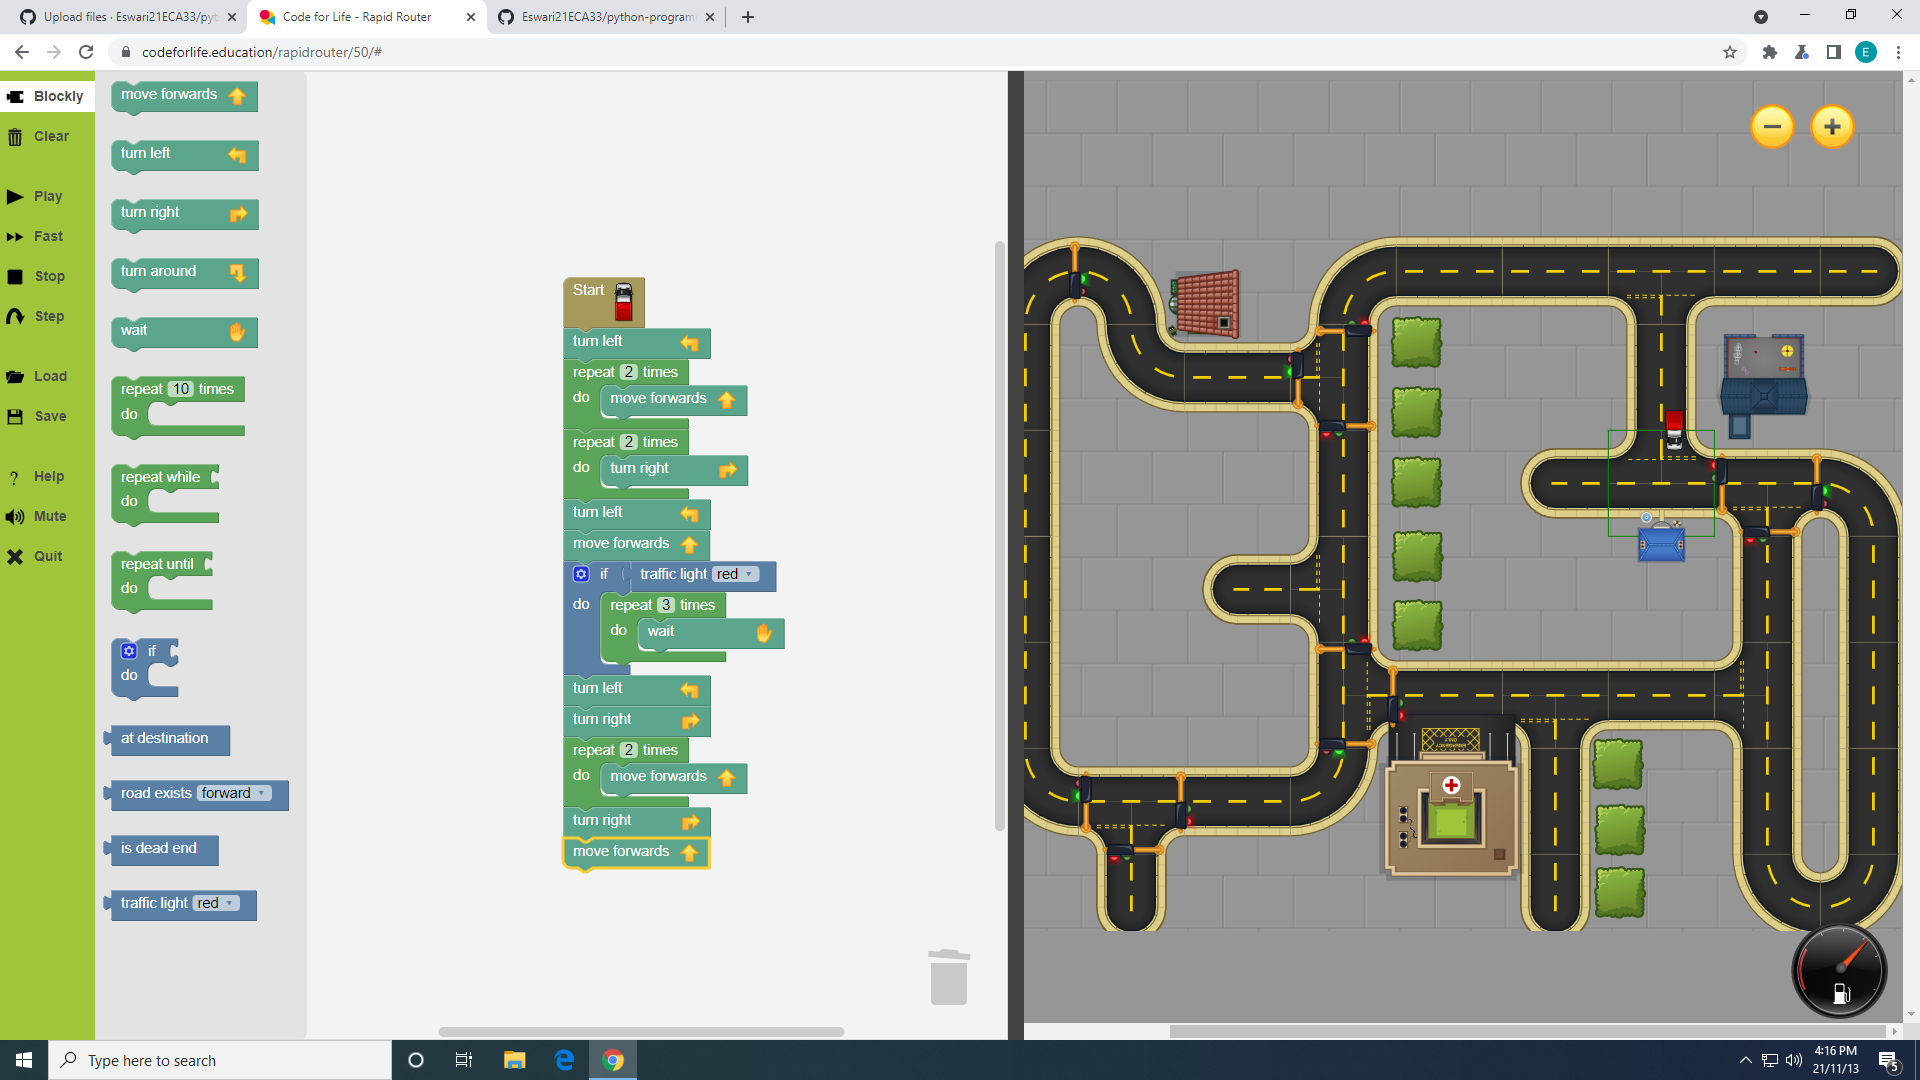 Upload files · Eswari21ECA33/pyt
Code for Life - Rapid Router
Eswari21ECA33/python-program
codeforlife.education/rapidrouter/50/#
E
Blockly
Clear
Play
Fast
Stop
Step
Load
Save
? Help
Mute
Quit
move forwards
turn left
turn right
turn around
wait
repeat 10 times
do
repeat while
do
repeat until
do
if
do
at destination
road exists forward
is dead end
traffic light red
Start
turn left
repeat 2 times
do move forwards
repeat 2 times
do turn right
turn left
move forwards
if traffic light red
do repeat 3 times
do wait
turn left
turn right
repeat 2 times
do move forwards
turn right
move forwards
EMERGENCY
ONLY
Type here to search
4:16 PM
21/11/13
5